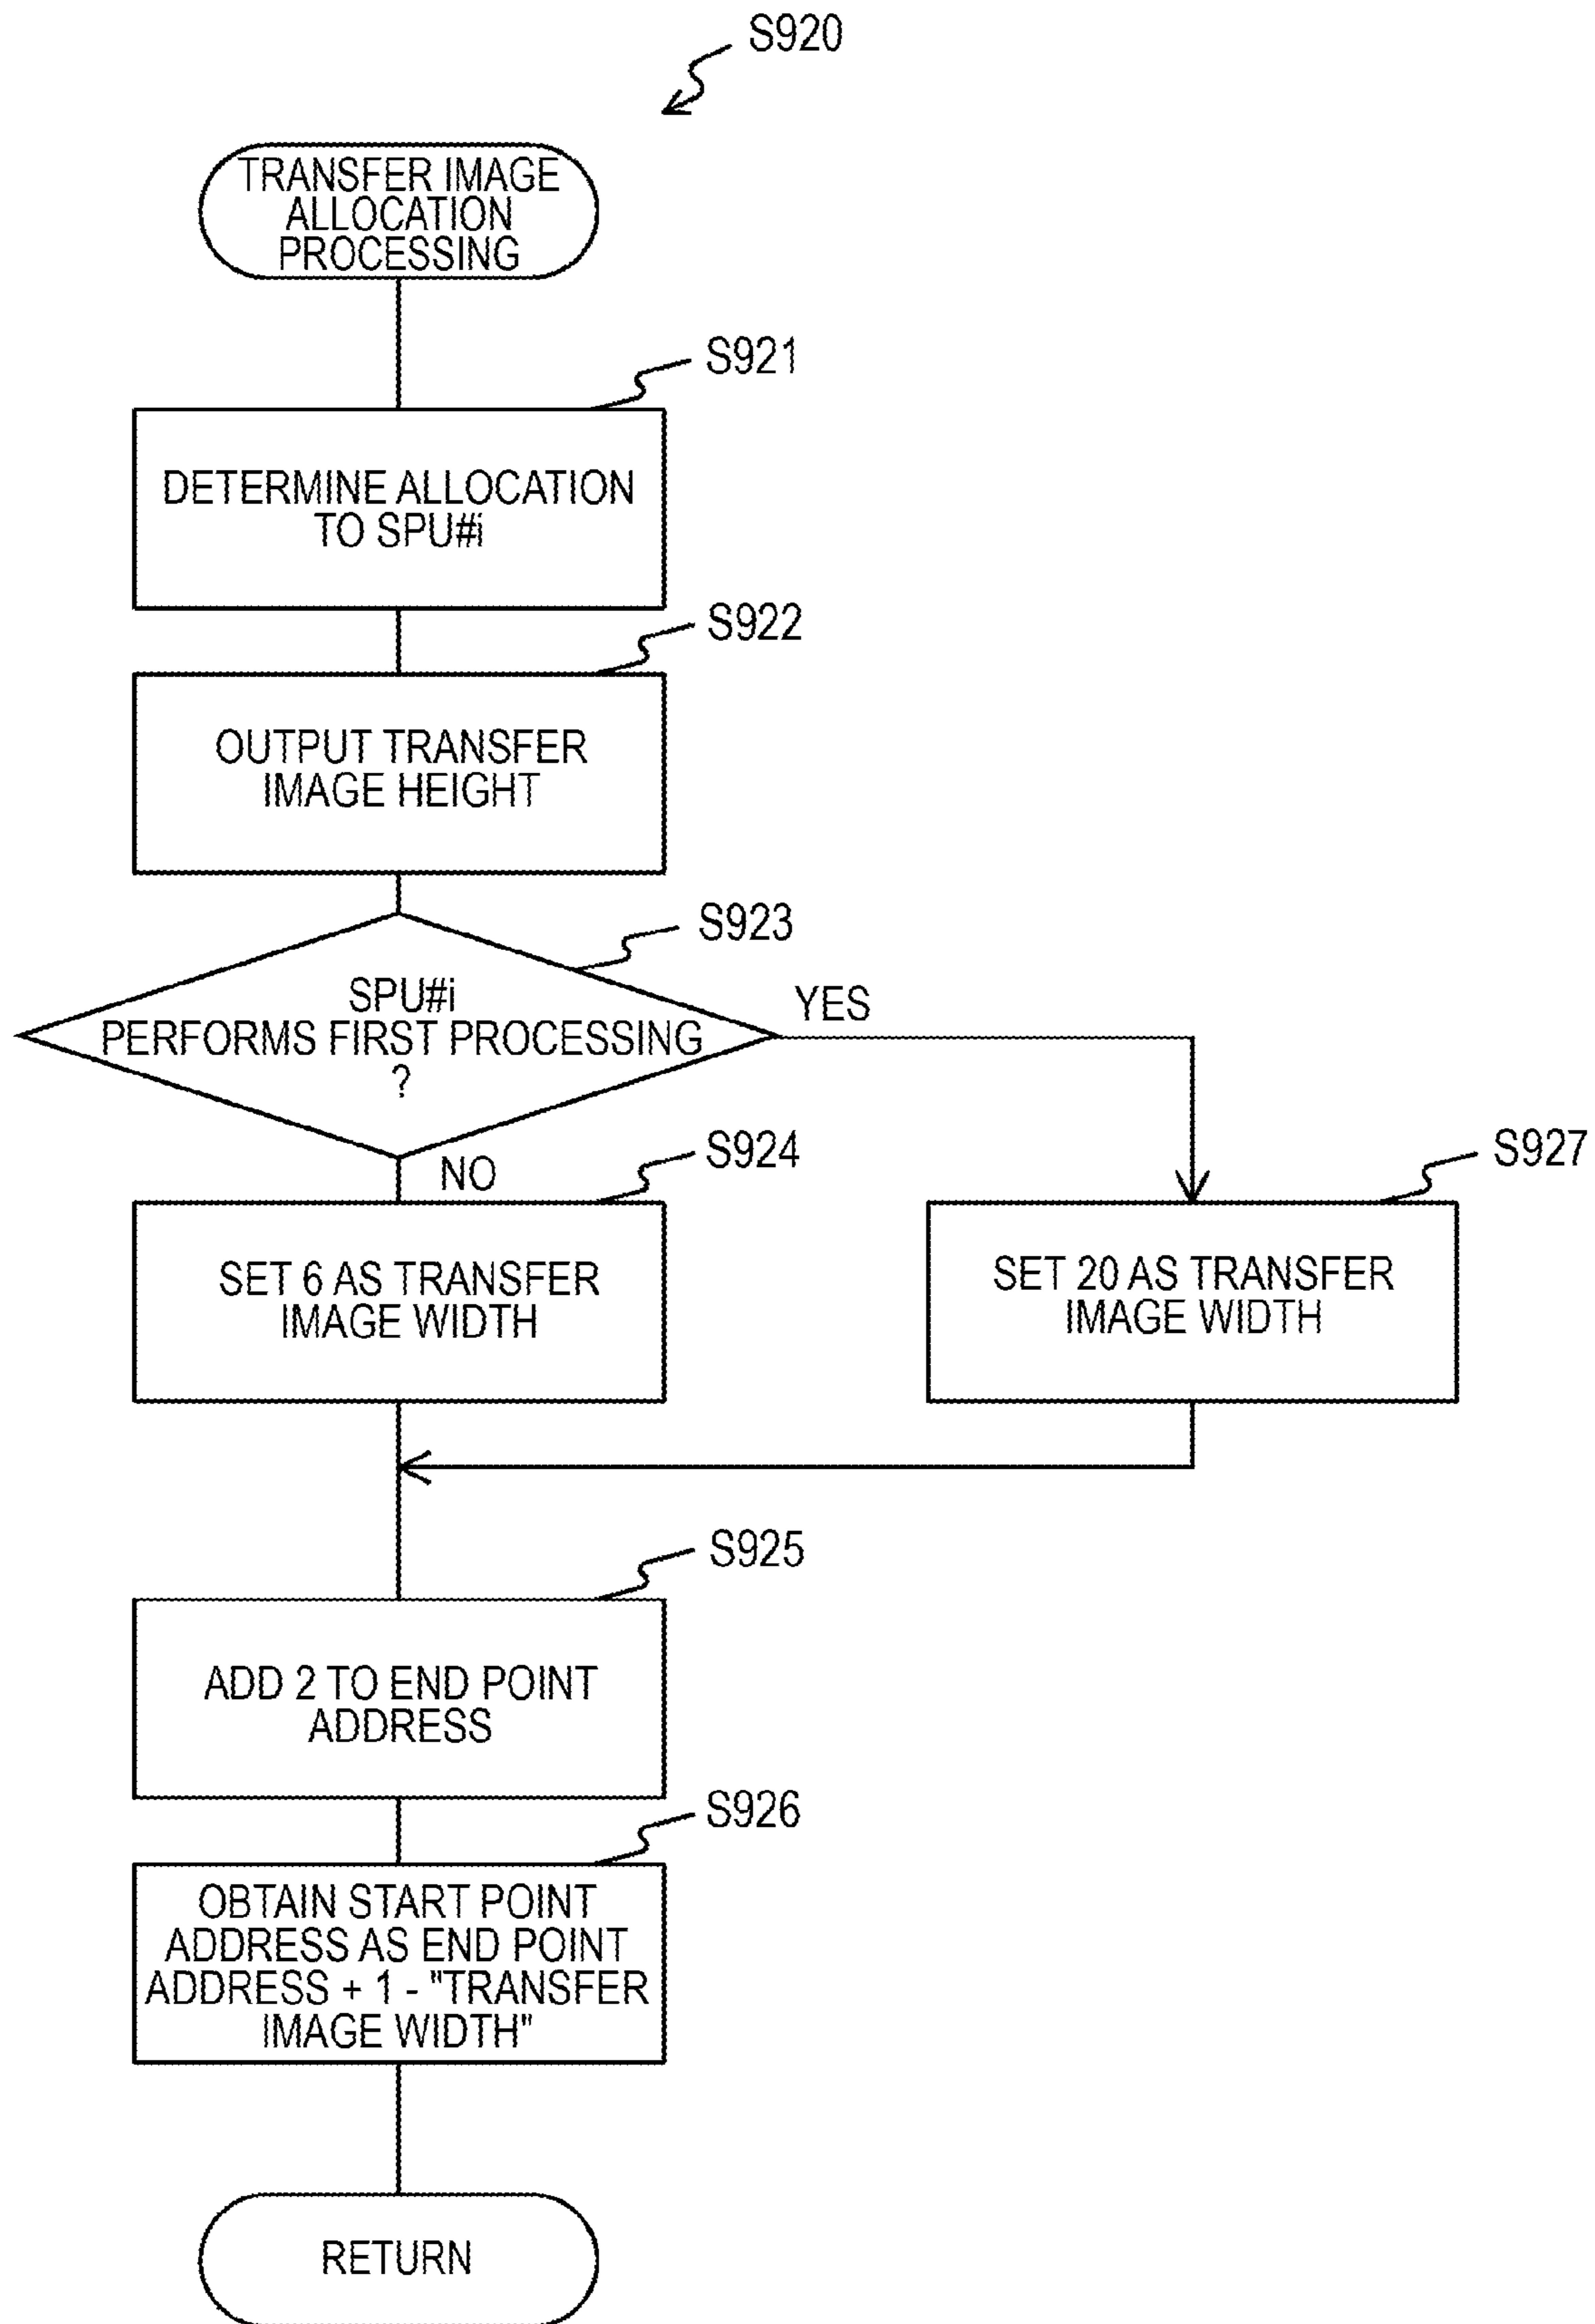 S920
TRANSFER IMAGE
ALLOCATION
PROCESSING
S921
DETERMINE ALLOCATION
TO SPU#i
S922
OUTPUT TRANSFER
IMAGE HEIGHT
S923
SPU#i
PERFORMS FIRST PROCESSING
?
YES
NO
S924
SET 6 AS TRANSFER
IMAGE WIDTH
S927
SET 20 AS TRANSFER
IMAGE WIDTH
S925
ADD 2 TO END POINT
ADDRESS
S926
OBTAIN START POINT
ADDRESS AS END POINT
ADDRESS + 1 - "TRANSFER
IMAGE WIDTH"
RETURN